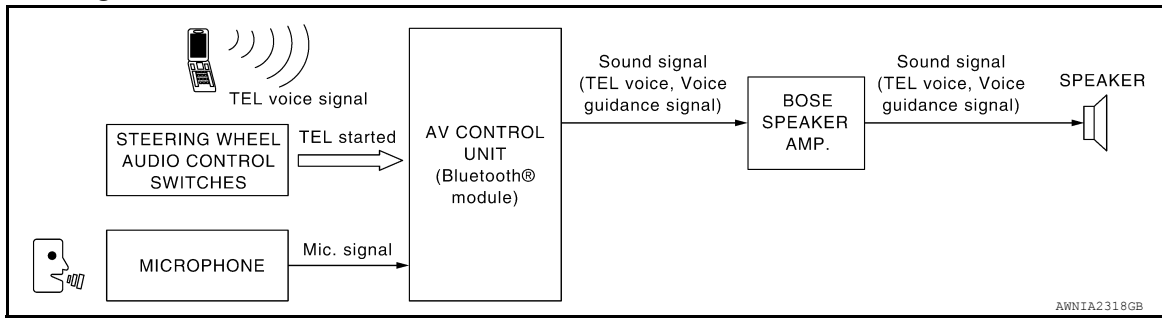 TEL voice signal
STEERING WHEEL
AUDIO CONTROL
SWITCHES
TEL started
MICROPHONE
Mic. signal
AV CONTROL
UNIT
(Bluetooth®
module)
Sound signal
(TEL voice, Voice
guidance signal)
BOSE
SPEAKER
AMP.
Sound signal
(TEL voice, Voice
guidance signal)
SPEAKER
AWNIA2318GB